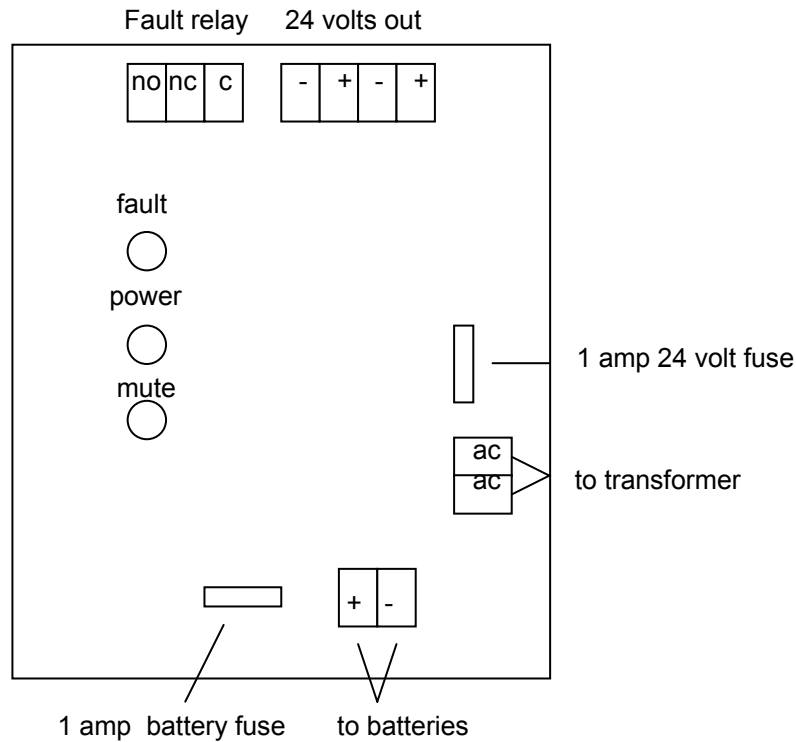 Fault relay 24 volts out
no nc c - + - +
fault
power
mute
1 amp 24 volt fuse
ac
ac
to transformer
+ -
1 amp battery fuse to batteries